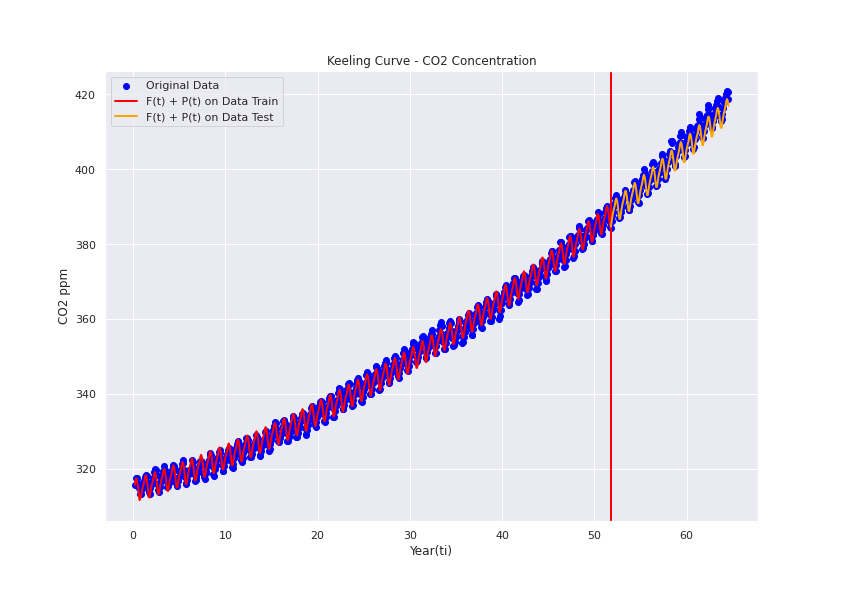 Keeling Curve - CO2 Concentration
Original Data
F(t) + P(t) on Data Train
F(t) + P(t) on Data Test
CO2 ppm
420
400
380
360
340
320
0 10 20 30 40 50 60
Year(ti)